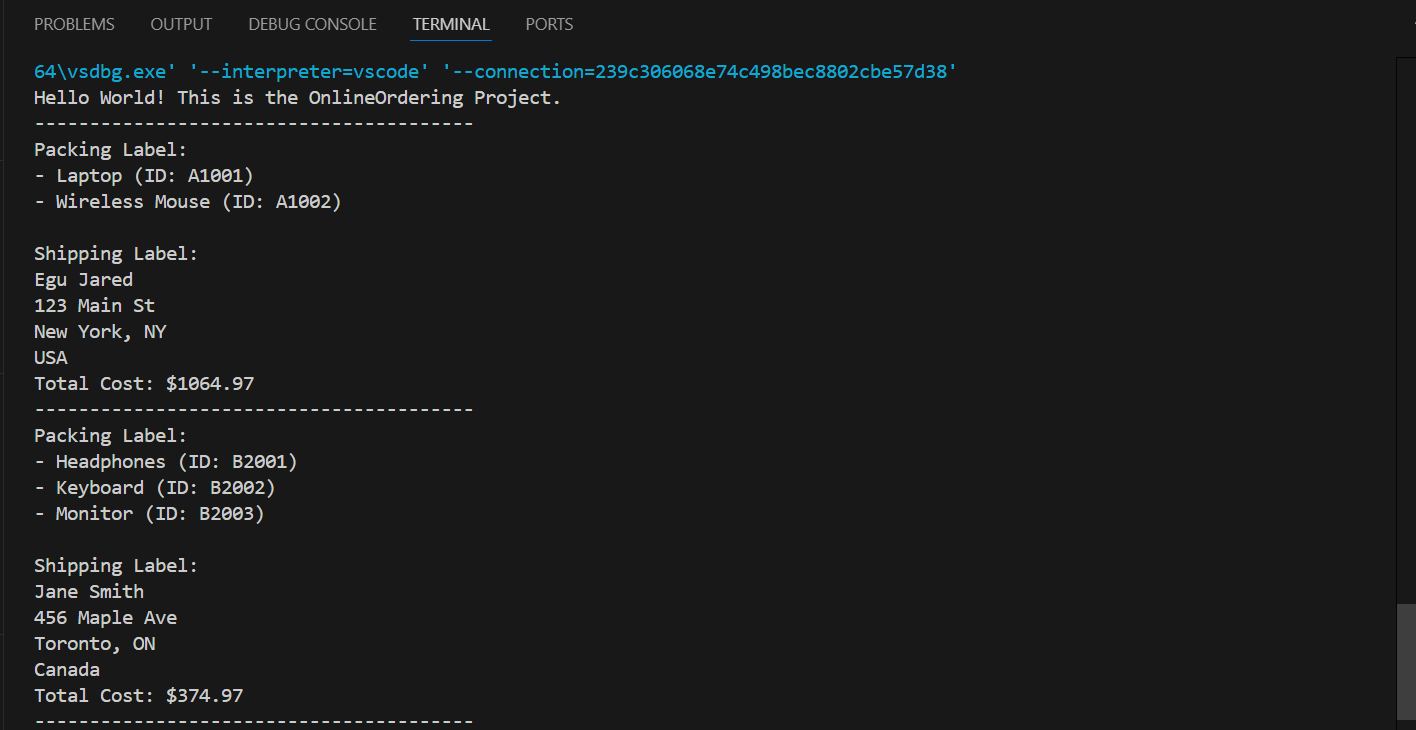 PROBLEMS OUTPUT DEBUG CONSOLE TERMINAL PORTS
64\vsdbg.exe' '--interpreter=vscode' '--connection=239c306068e74c498bec8802cbe57d38'
Hello World! This is the OnlineOrdering Project.
----------------------------------------
Packing Label:
- Laptop (ID: A1001)
- Wireless Mouse (ID: A1002)

Shipping Label:
Egu Jared
123 Main St
New York, NY
USA
Total Cost: $1064.97
----------------------------------------
Packing Label:
- Headphones (ID: B2001)
- Keyboard (ID: B2002)
- Monitor (ID: B2003)

Shipping Label:
Jane Smith
456 Maple Ave
Toronto, ON
Canada
Total Cost: $374.97
----------------------------------------